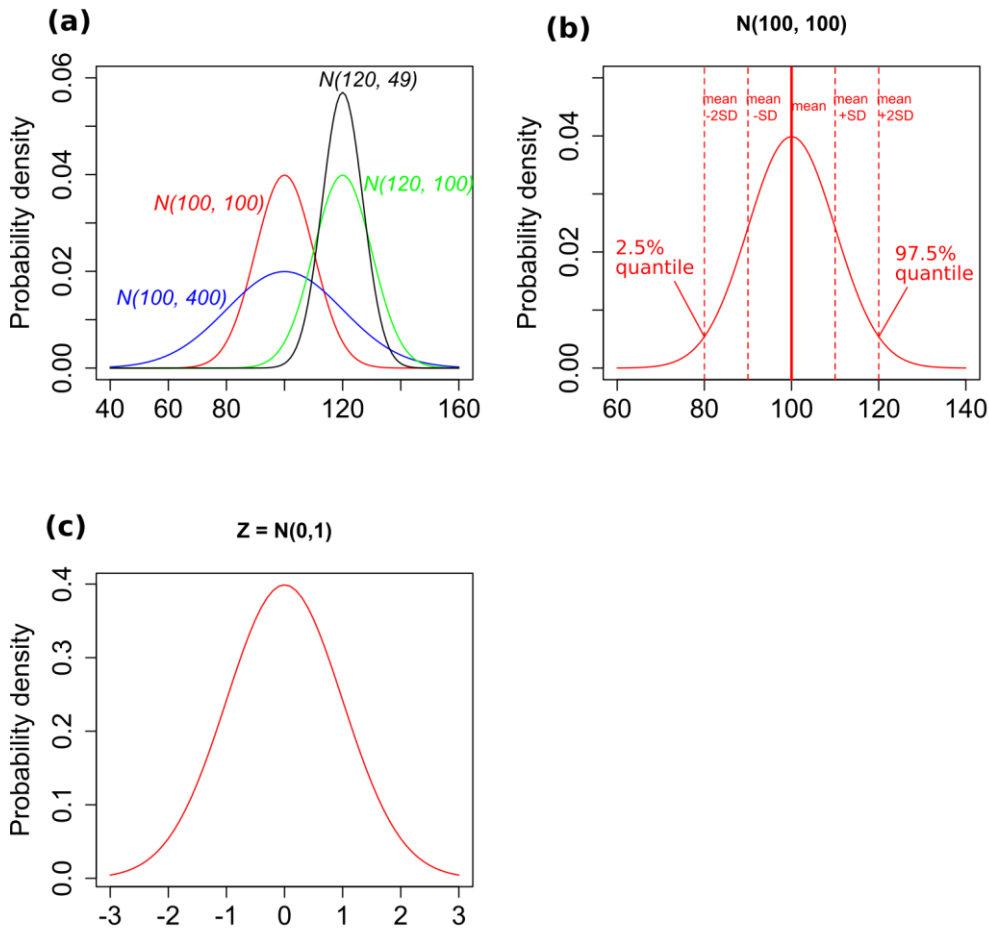 (a)
Probability density
0.06
0.04
0.02
0.00
N(120, 49)
N(120, 100)
N(100, 100)
N(100, 400)
40
80
120
160
(b)
N(100, 100)
Probability density
0.04
0.02
0.00
mean
-2SD
mean
-SD
mean
mean
+SD
mean
+2SD
2.5%
quantile
97.5%
quantile
60
80
100
120
140
(c)
Z = N(0,1)
Probability density
0.4
0.3
0.2
0.1
0.0
-3
-2
-1
0
1
2
3